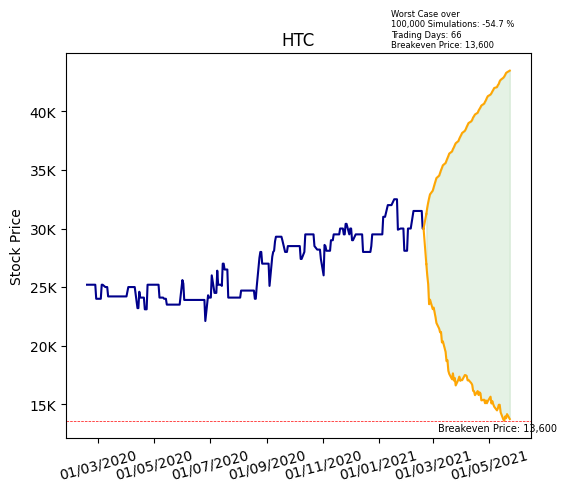 Worst Case over
100,000 Simulations: -54.7 %
Trading Days: 66
Breakeven Price: 13,600
HTC
Stock Price
40K
35K
30K
25K
20K
15K
Breakeven Price: 13,600
01/03/2020
01/05/2020
01/07/2020
01/09/2020
01/11/2020
01/01/2021
01/03/2021
01/05/2021